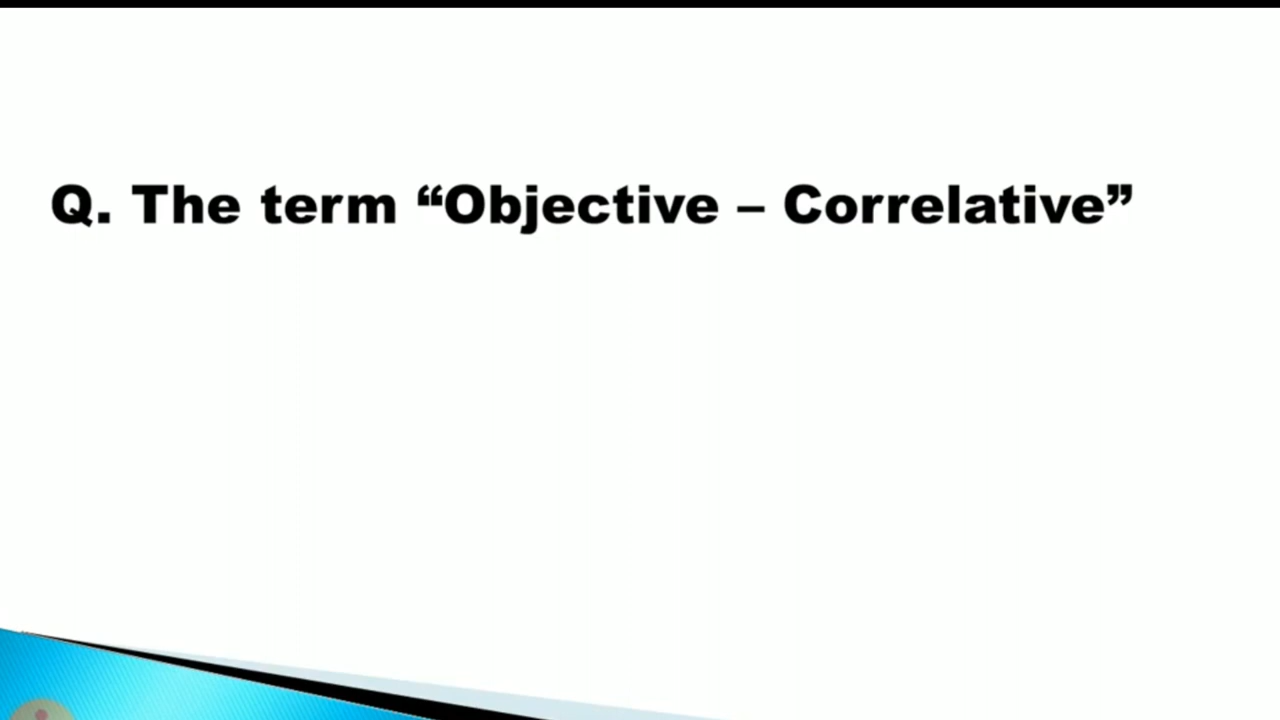 Q. The term “Objective – Correlative”